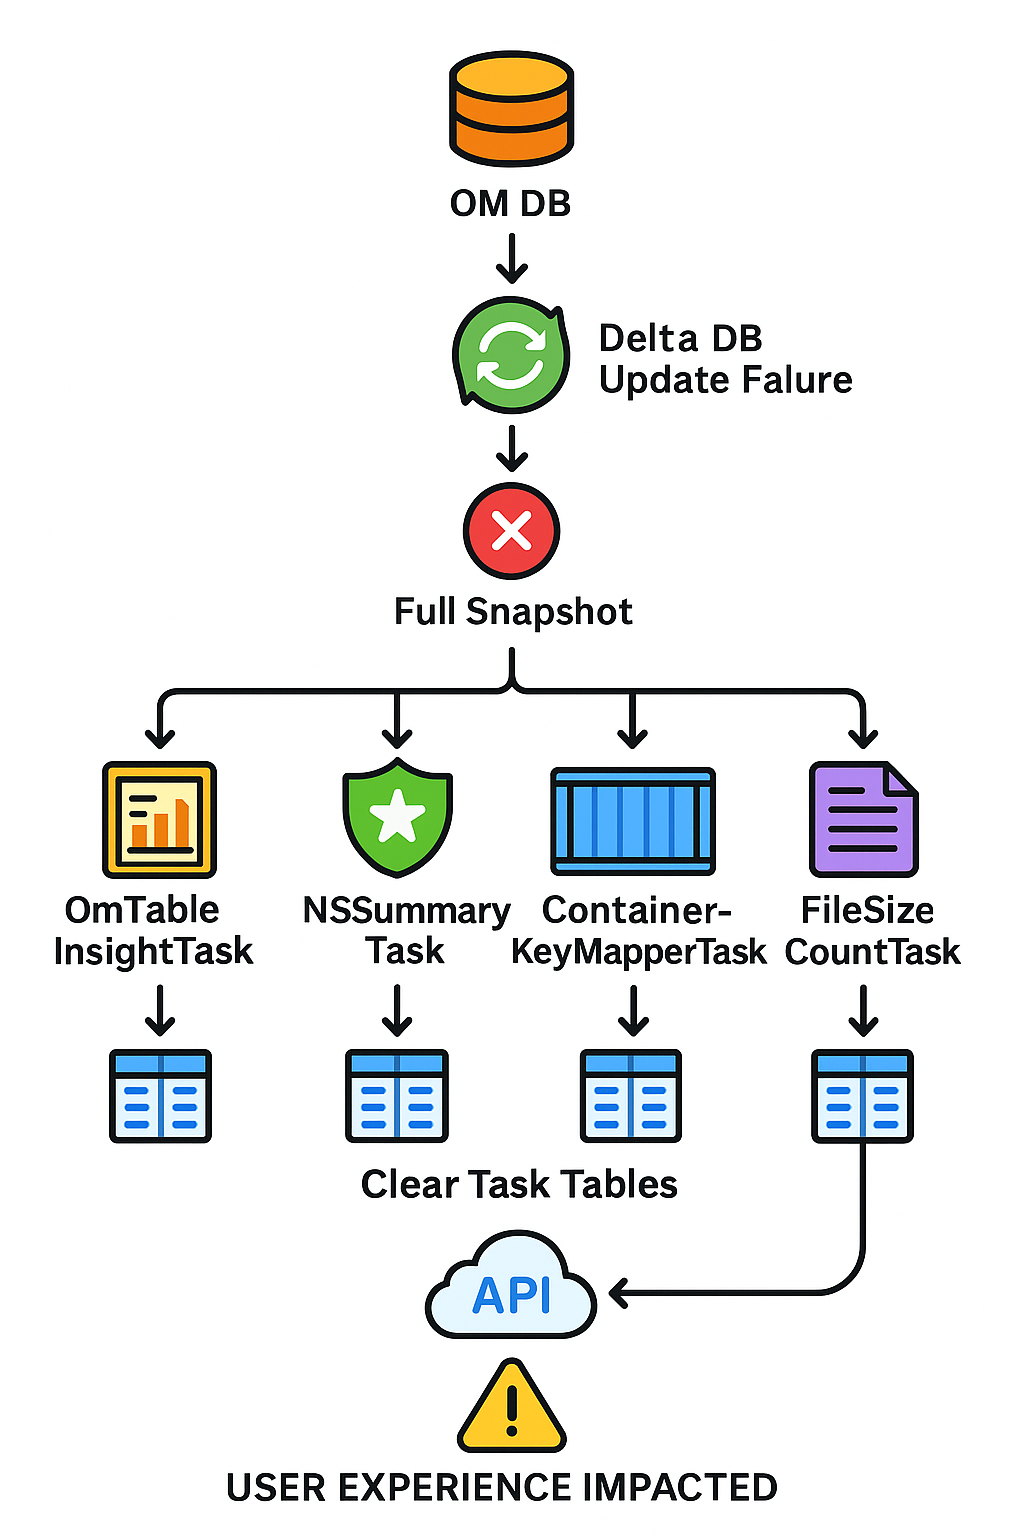 OM DB
Delta DB
Update Falure
Full Snapshot
OmTable
InsightTask
NSSummary
Task
Container-
KeyMapperTask
FileSize
CountTask
Clear Task Tables
API
USER EXPERIENCE IMPACTED